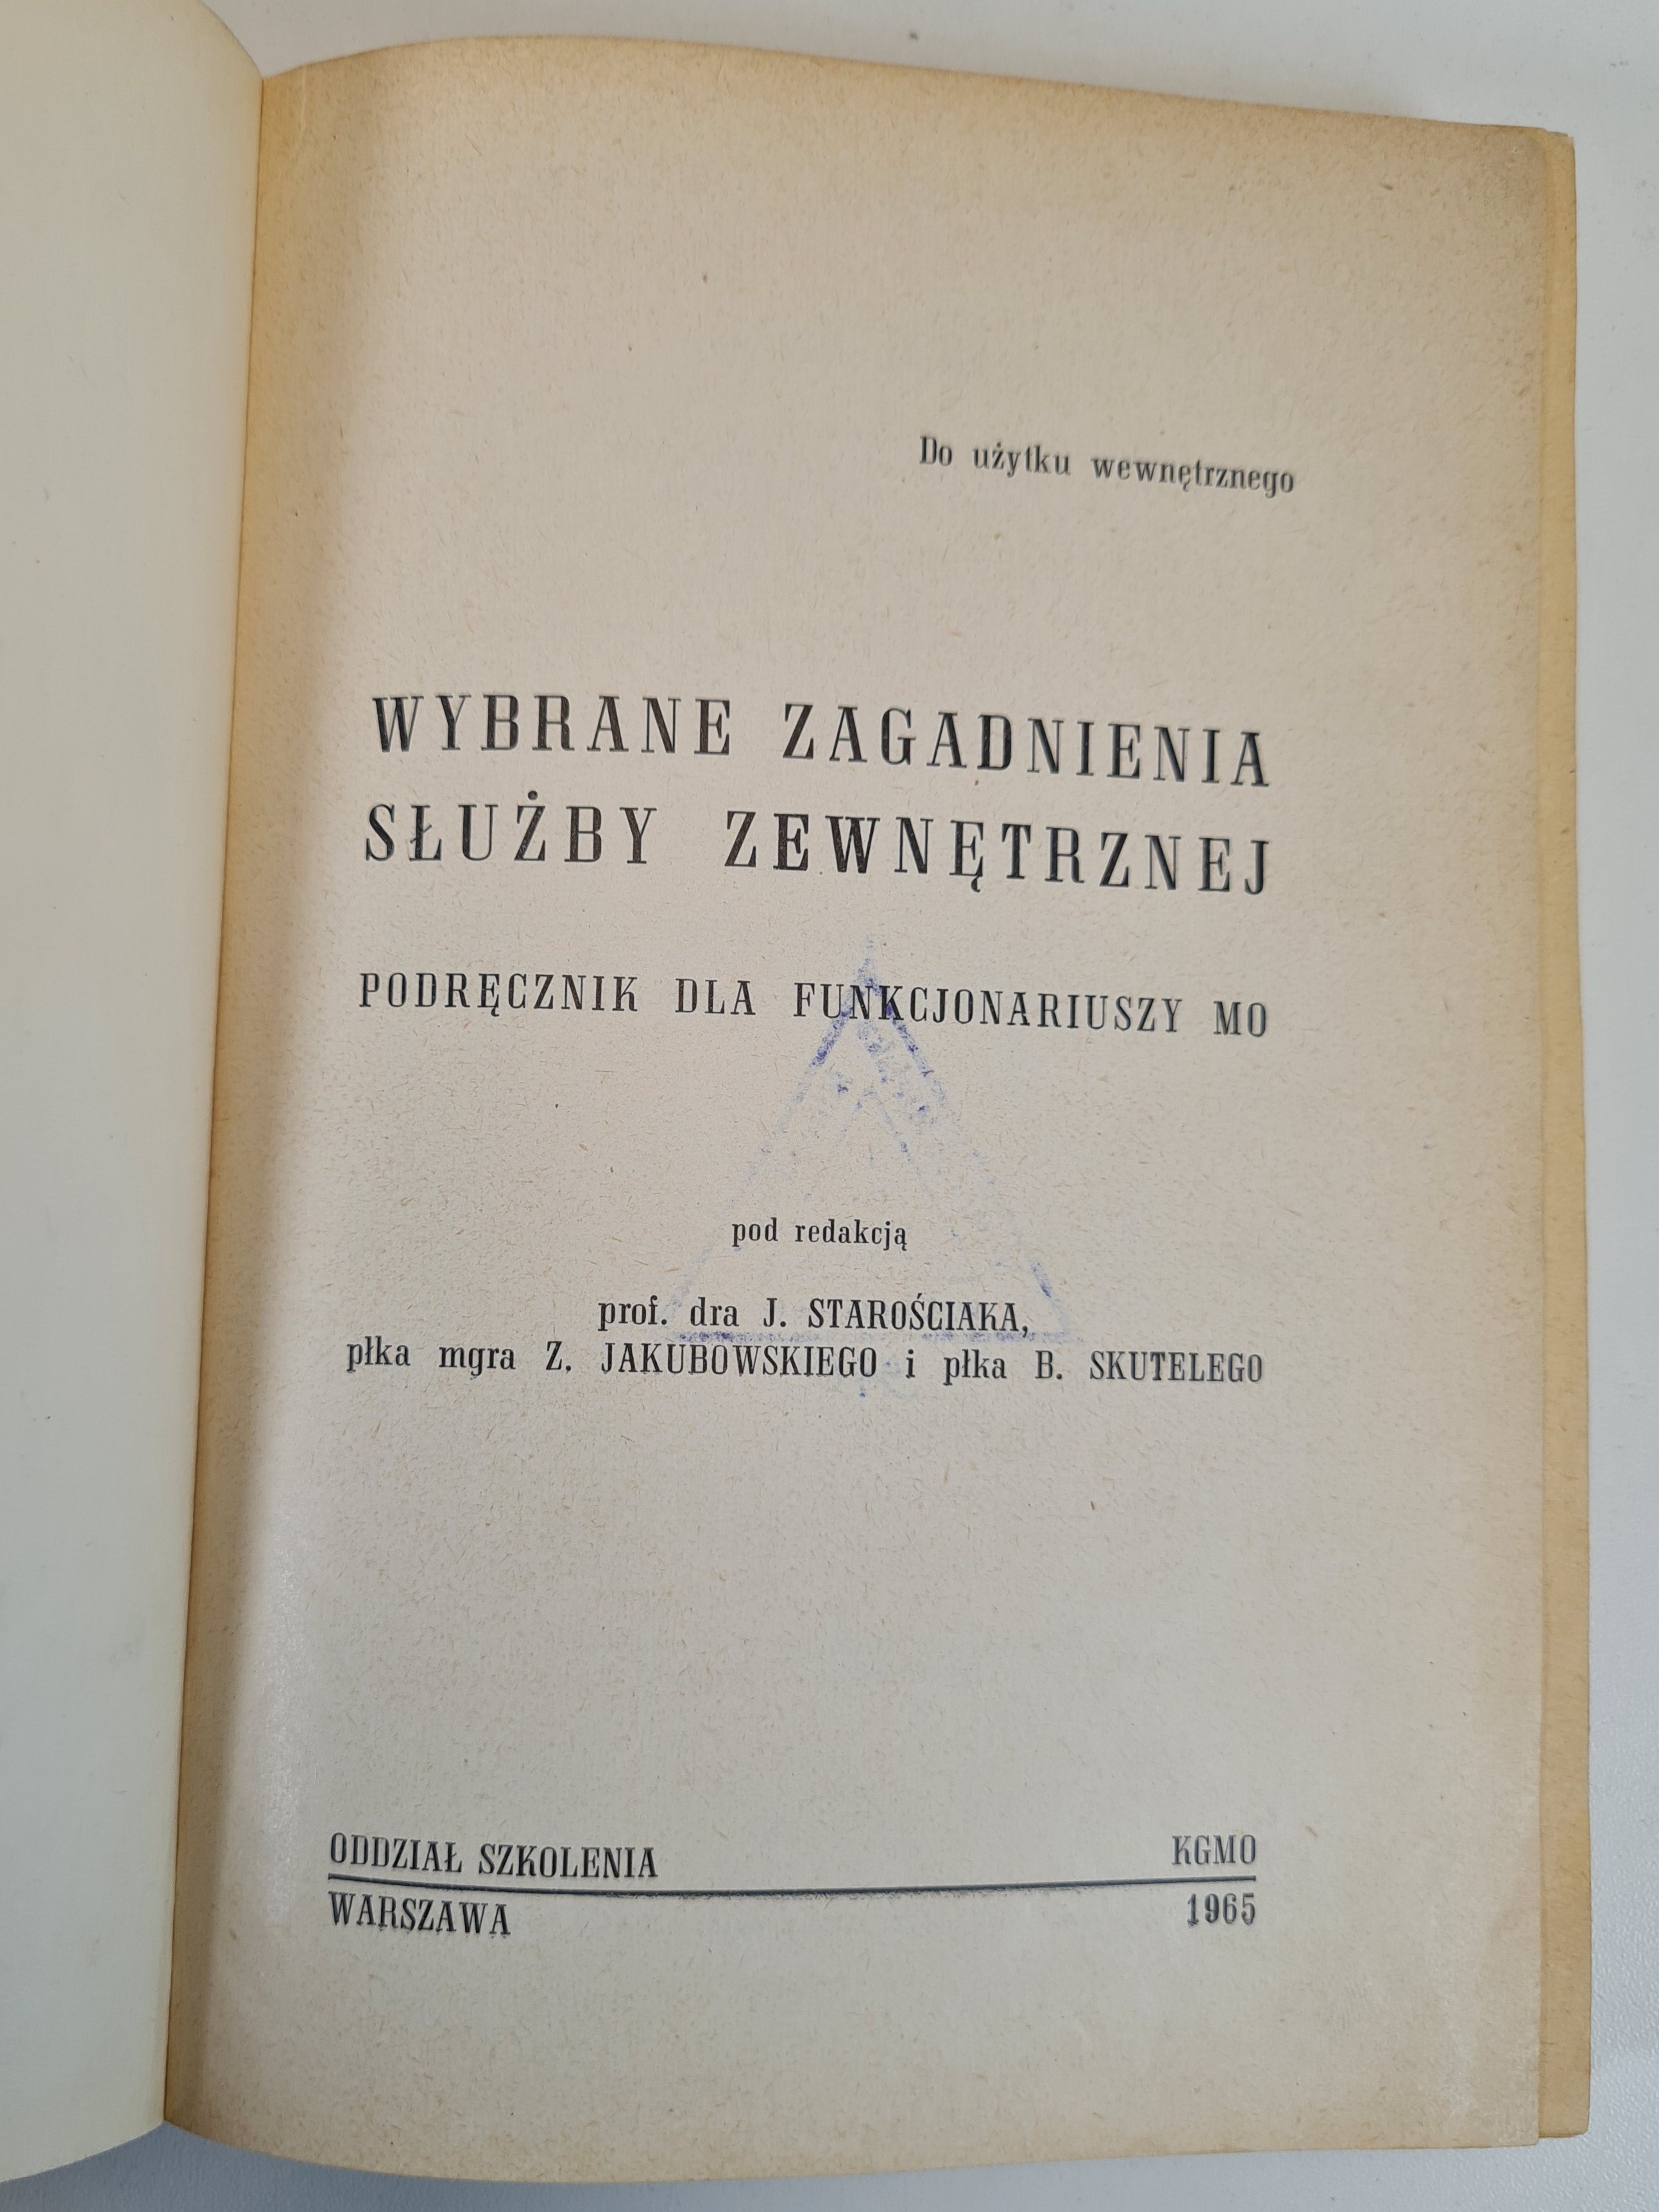 Do użytku wewnętrznego
WYBRANE ZAGADNIENIA
SŁUŻBY ZEWNĘTRZNEJ
PODRĘCZNIK DLA FUNKCJONARIUSZY MO
pod redakcją
prof. dra J. STAROŚCIAKA,
płka mgra Z. JAKUBOWSKIEGO i płka B. SKUTELEGO
ODDZIAŁ SZKOLENIA KGMO
WARSZAWA 1965